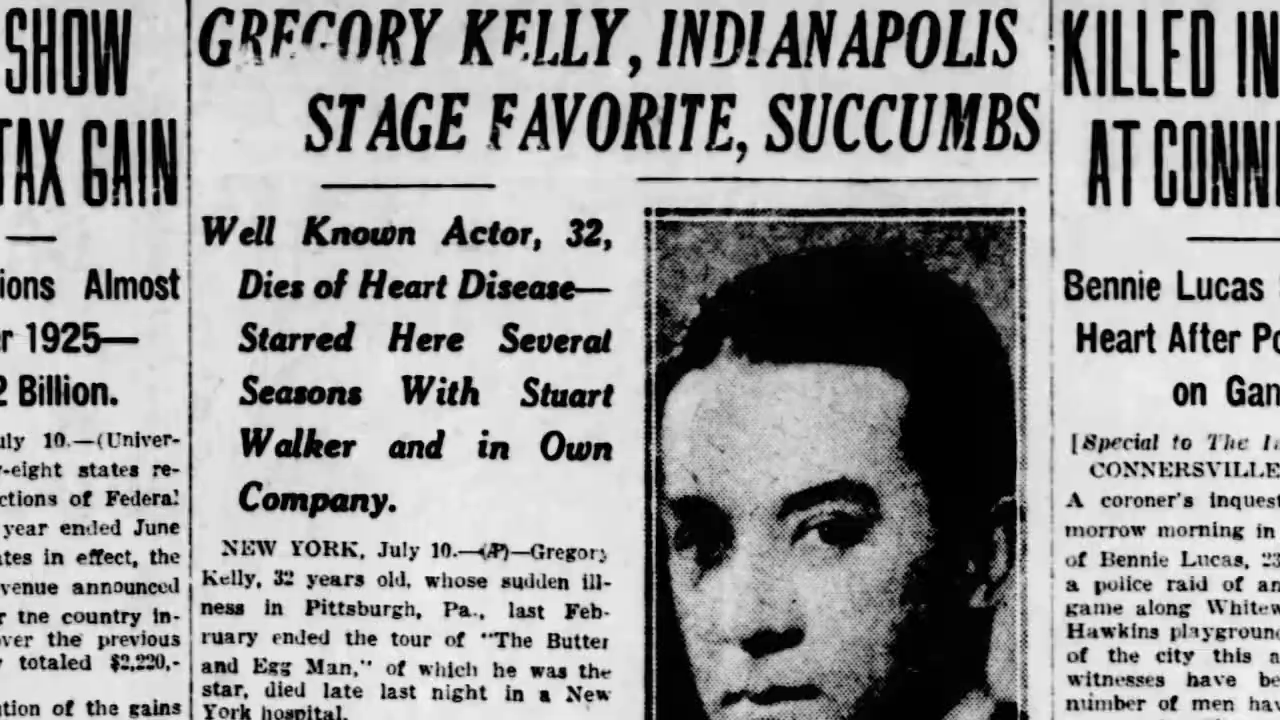 SHOW
TAX GAIN
ions Almost
1925—
Billion.
uly 10.—(Univer-
-eight states re-
ctions of Federal
year ended June
ates in effect, the
venue announced
r the country in-
over the previous
totaled $2,220,-
ution of the gains
GREGORY KELLY, INDIANAPOLIS
STAGE FAVORITE, SUCCUMBS
Well Known Actor, 32,
Dies of Heart Disease—
Starred Here Several
Seasons With Stuart
Walker and in Own
Company.
NEW YORK, July 10.—(AP)—Gregory
Kelly, 32 years old, whose sudden ill-
ness in Pittsburgh, Pa., last Feb-
ruary ended the tour of "The Butter
and Egg Man," of which he was the
star, died late last night in a New
York hospital.
KILLED IN
AT CONN
Bennie Lucas
Heart After Po
on Gam
[Special to The I
CONNERSVILLE
A coroner's inquest
morrow morning in
of Bennie Lucas, 23
a police raid of an
game along Whitew
Hawkins playground
of the city this a
witnesses have be
number of men hav